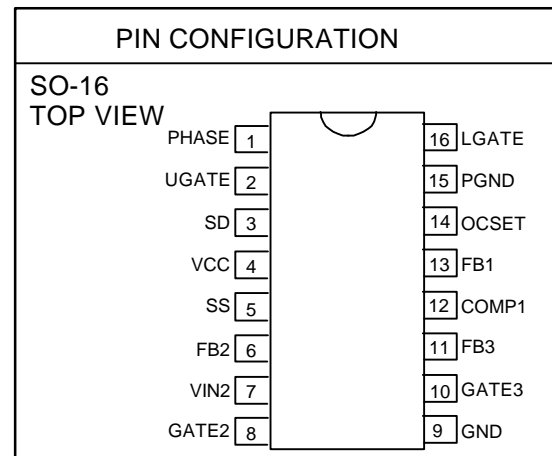 PIN CONFIGURATION
SO-16
TOP VIEW
PHASE 1 16 LGATE
UGATE 2 15 PGND
SD 3 14 OCSET
VCC 4 13 FB1
SS 5 12 COMP1
FB2 6 11 FB3
VIN2 7 10 GATE3
GATE2 8 9 GND